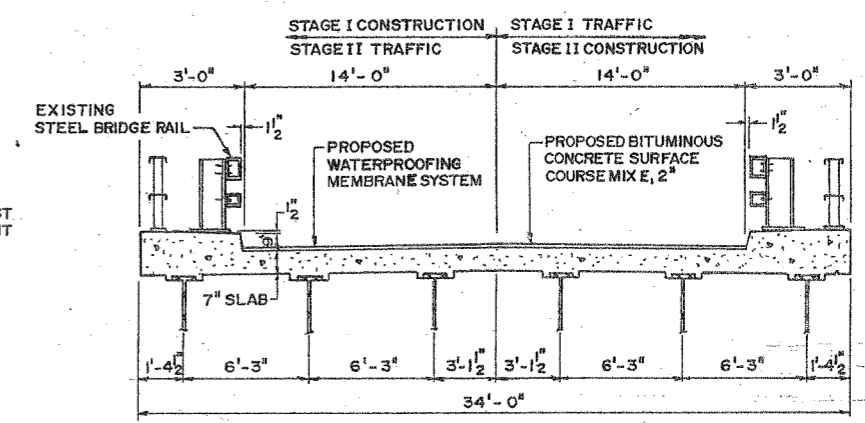 STAGE I CONSTRUCTION STAGE I TRAFFIC
STAGE II TRAFFIC STAGE II CONSTRUCTION
3'-0" 14'-0" 14'-0" 3'-0"
EXISTING
STEEL BRIDGE RAIL
1½"
1½"
PROPOSED
WATERPROOFING
MEMBRANE SYSTEM
PROPOSED BITUMINOUS
CONCRETE SURFACE
COURSE MIX E, 2"
1½"
9"
7" SLAB
1'-4½" 6'-3" 6'-3" 3'-1½" 3'-1½" 6'-3" 6'-3" 1'-4½"
34'-0"